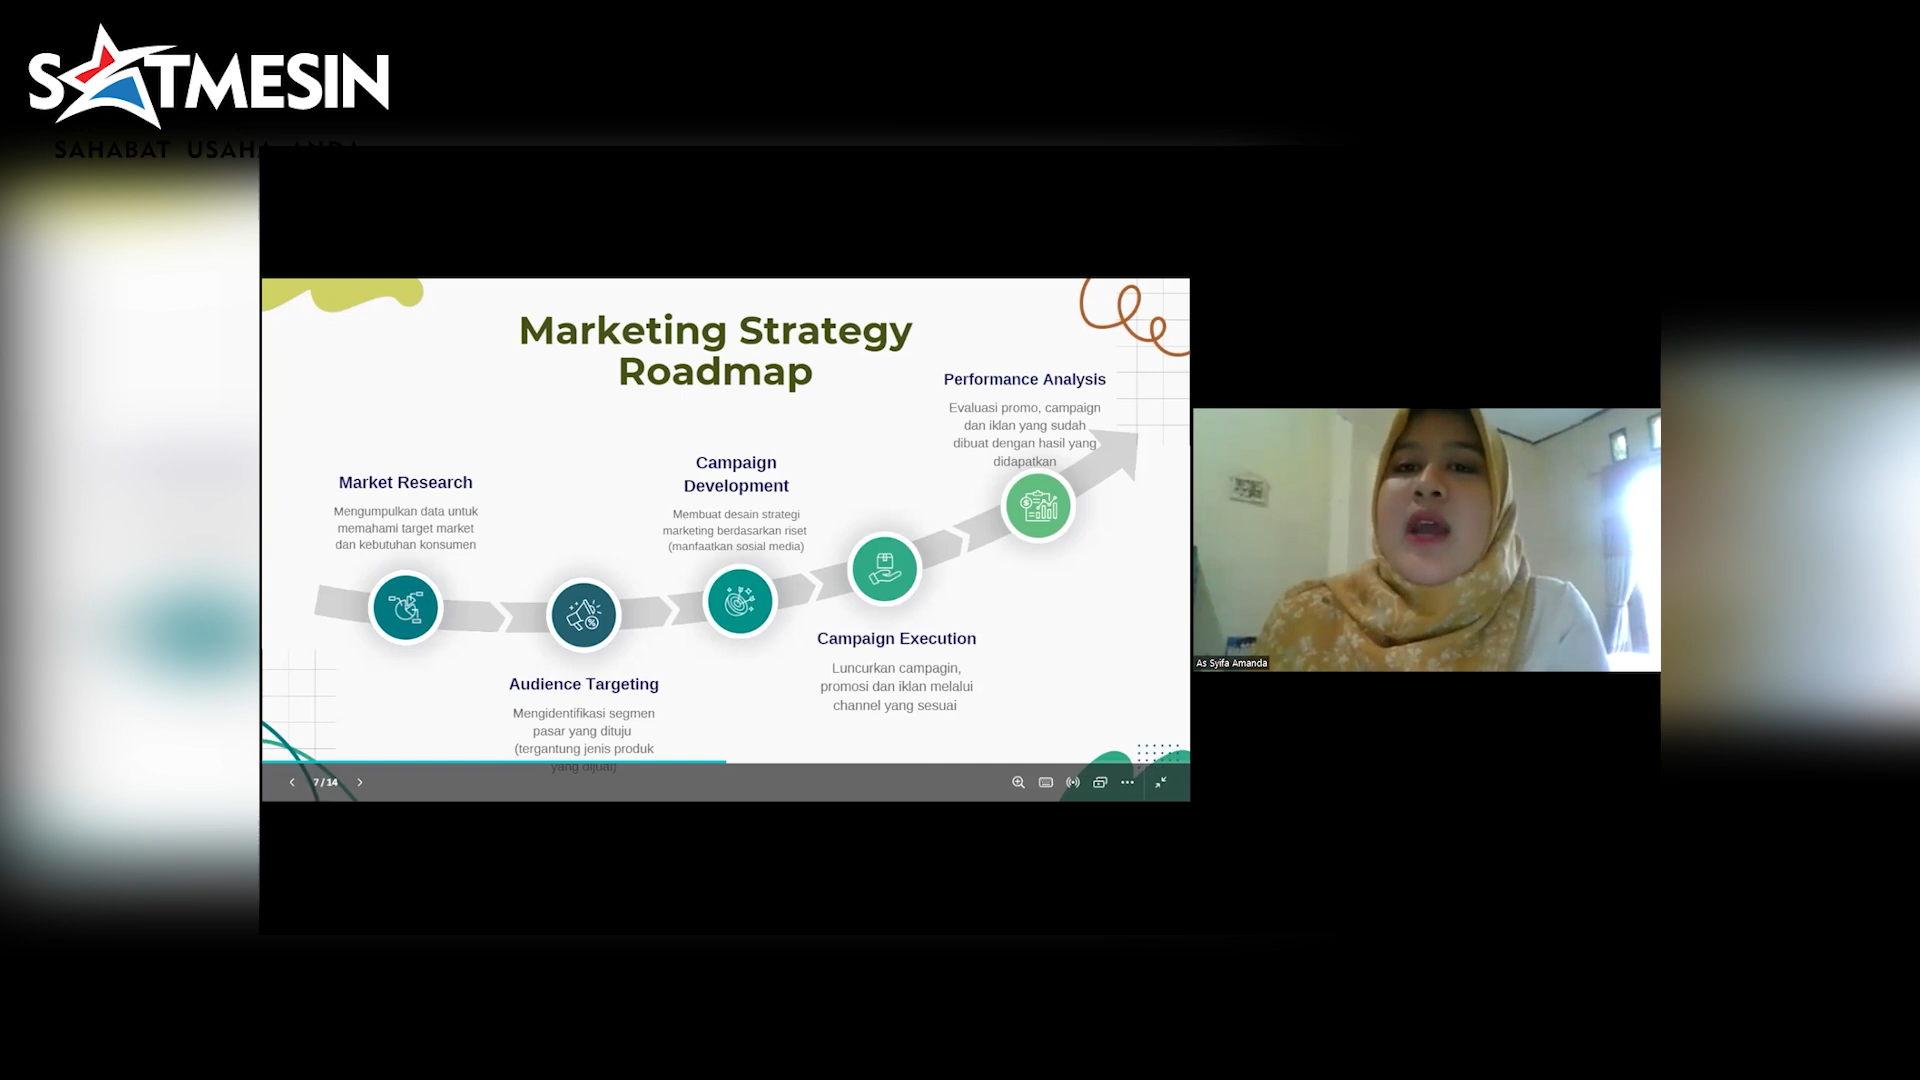 SATMESIN
SAHABAT USAHA ANDA
Marketing Strategy
Roadmap
Market Research
Mengumpulkan data untuk
memahami target market
dan kebutuhan konsumen
Audience Targeting
Mengidentifikasi segmen
pasar yang dituju
(tergantung jenis produk
yang dijual)
Campaign
Development
Membuat desain strategi
marketing berdasarkan riset
(manfaatkan sosial media)
Campaign Execution
Luncurkan campagin,
promosi dan iklan melalui
channel yang sesuai
Performance Analysis
Evaluasi promo, campaign
dan iklan yang sudah
dibuat dengan hasil yang
didapatkan
7 / 14
As Syifa Amanda